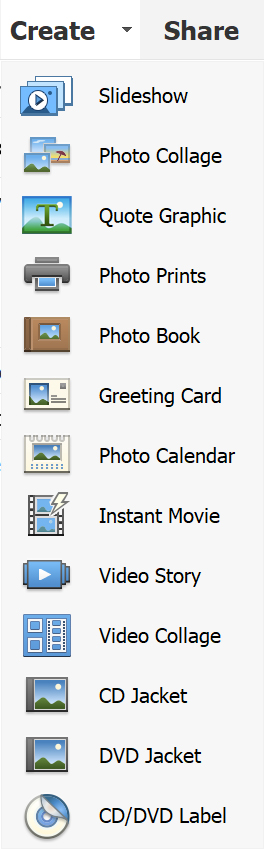 Create Share
Slideshow
Photo Collage
Quote Graphic
Photo Prints
Photo Book
Greeting Card
Photo Calendar
Instant Movie
Video Story
Video Collage
CD Jacket
DVD Jacket
CD/DVD Label